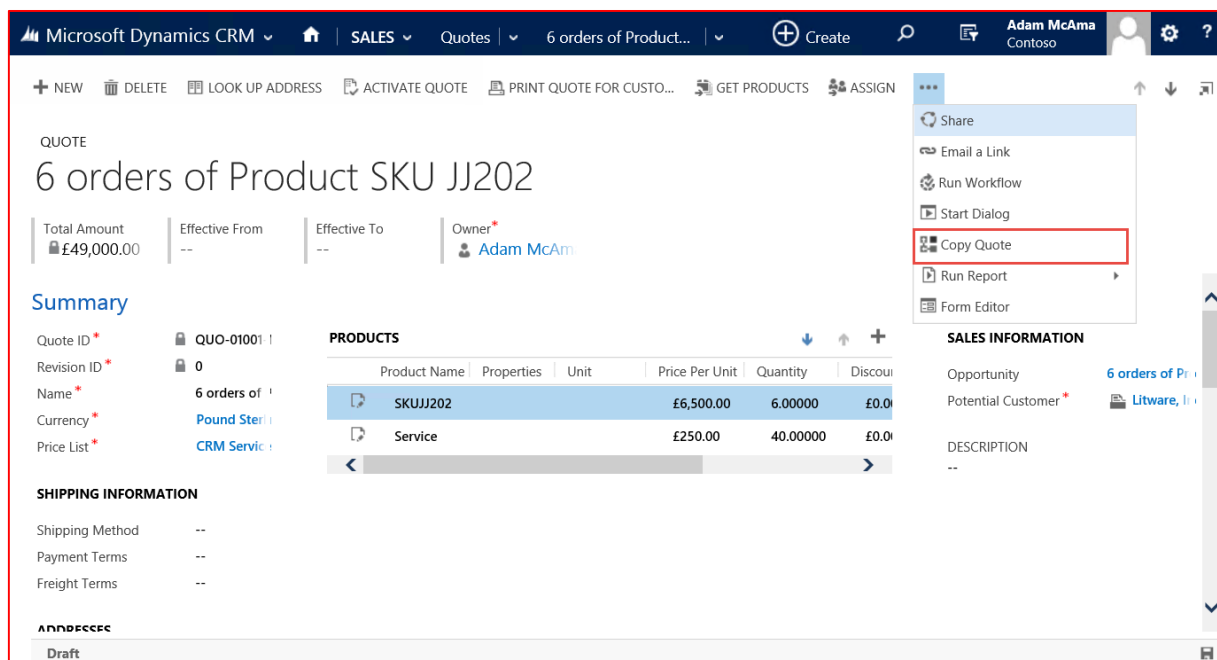 Microsoft Dynamics CRM SALES Quotes 6 orders of Product... Create Adam McAma ?
Contoso
NEW DELETE LOOK UP ADDRESS ACTIVATE QUOTE PRINT QUOTE FOR CUSTO... GET PRODUCTS ASSIGN ...
Share
Email a Link
Run Workflow
Start Dialog
Copy Quote
Run Report
Form Editor
QUOTE
6 orders of Product SKU JJ202
Total Amount Effective From Effective To Owner*
£49,000.00 -- -- Adam McAm
Summary
Quote ID* QUO-01001-
Revision ID* 0
Name* 6 orders of
Currency* Pound Sterl
Price List* CRM Servic
SHIPPING INFORMATION
Shipping Method --
Payment Terms --
Freight Terms --
ADDRESSES
PRODUCTS
Product Name Properties Unit Price Per Unit Quantity Discou
SKUJJ202 £6,500.00 6.00000 £0.0
Service £250.00 40.00000 £0.0
SALES INFORMATION
Opportunity 6 orders of Pr
Potential Customer* Litware, I
DESCRIPTION
--
Draft